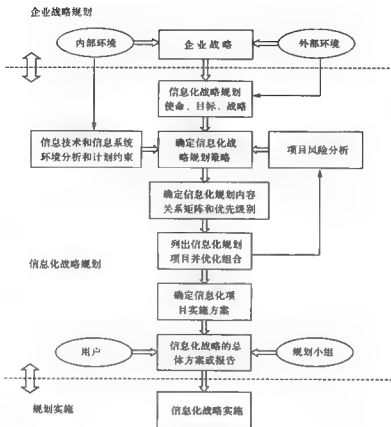 企业战略规划
内部环境
企业战略
外部环境
信息化战略规划
使命、目标、战略
信息技术和信息系统
环境分析和计划约束
确定信息化战
略规划策略
项目风险分析
确定信息化规划内容
关系矩阵和优先级别
列出信息化规划
项目并优化组合
信息化战略规划
确定信息化项
目实施方案
用户
信息化战略的总
体方案或报告
规划小组
规划实施
信息化战略实施